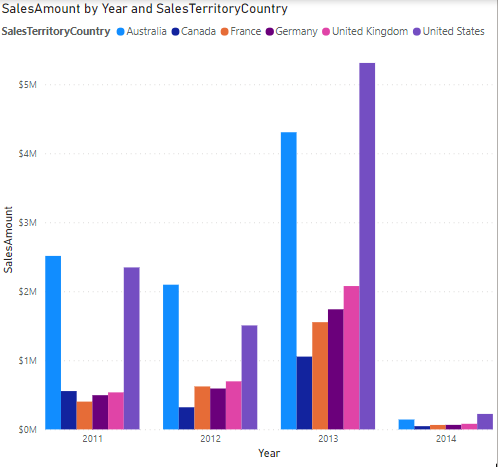 SalesAmount by Year and SalesTerritoryCountry
SalesTerritoryCountry Australia Canada France Germany United Kingdom United States
$5M
$4M
$3M
$2M
$1M
$0M
SalesAmount
2011 2012 2013 2014
Year